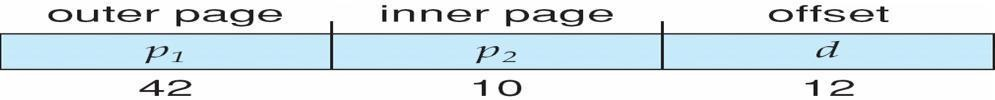 outer page inner page offset
p1 p2 d
42 10 12